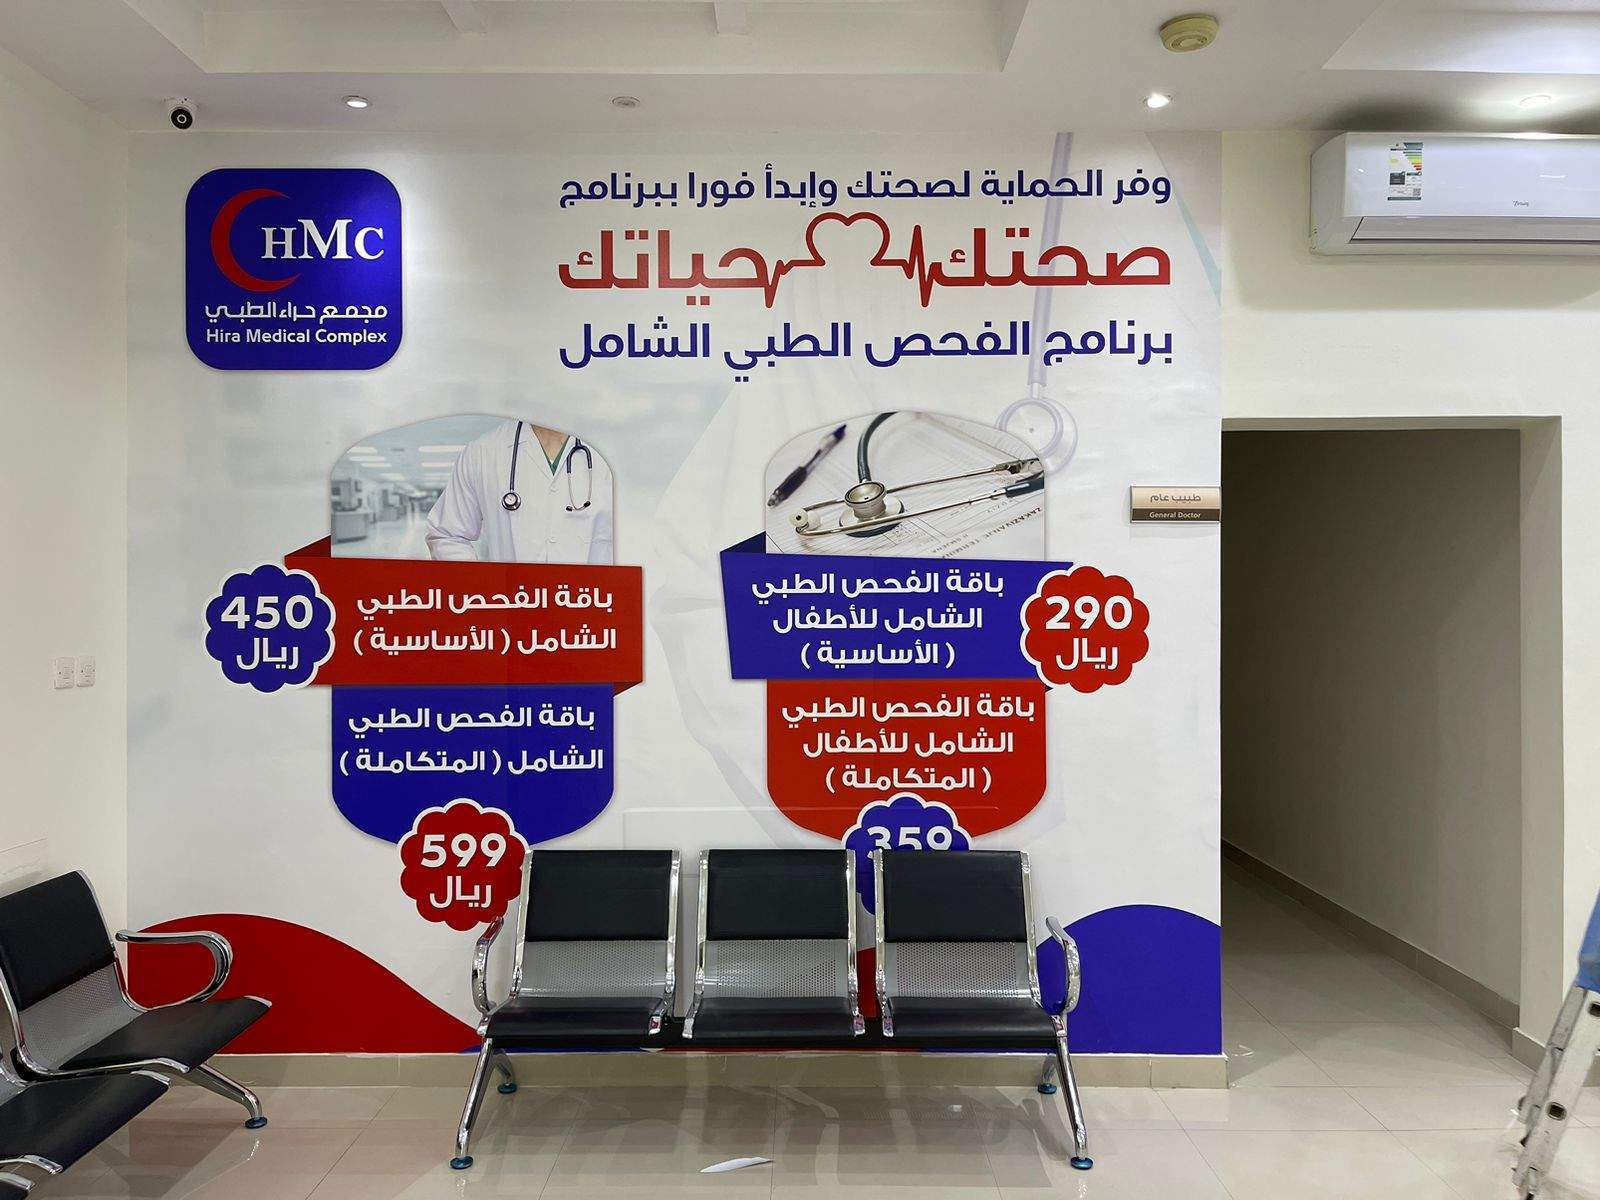 HMC
مجمع حراء الطبي
Hira Medical Complex
وفر الحماية لصحتك وإبدأ فورا ببرنامج
صحتك حياتك
برنامج الفحص الطبي الشامل
باقة الفحص الطبي
الشامل للأطفال
( الأساسية )
290
ريال
باقة الفحص الطبي
الشامل للأطفال
( المتكاملة )
359
باقة الفحص الطبي
الشامل ( الأساسية )
450
ريال
باقة الفحص الطبي
الشامل ( المتكاملة )
599
ريال
طبيب عام
General Doctor